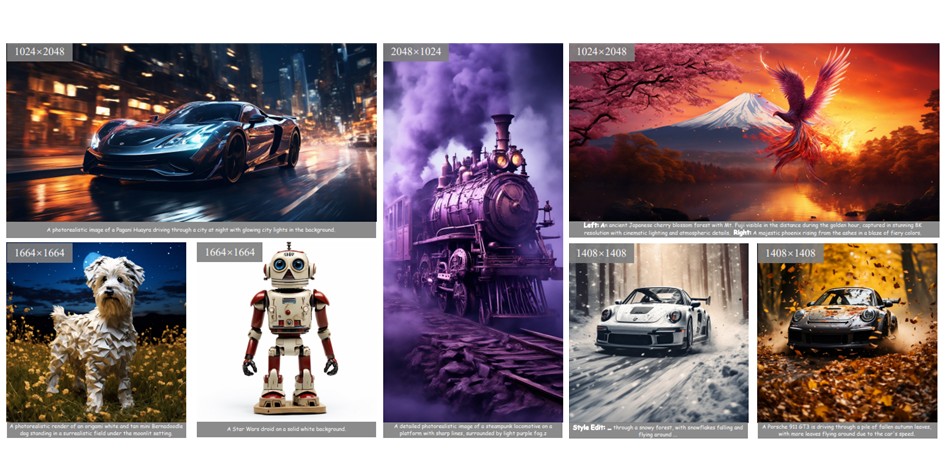 1024×2048
A photorealistic image of a Pagani Huayra driving through a city at night with glowing city lights in the background.
2048×1024
A detailed photorealistic image of a steampunk locomotive on a
platform with sharp lines, surrounded by light purple fog.s
1024×2048
Left: An ancient Japanese cherry blossom forest with Mt. Fuji visible in the distance during the golden hour, captured in stunning 8K
resolution with cinematic lighting and atmospheric details. Right: A majestic phoenix rising from the ashes in a blaze of fiery colors.
1664×1664
A photorealistic render of an origami white and tan mini Bernedoodle
dog standing in a surrealistic field under the moonlit setting.
1664×1664
A Star Wars droid on a solid white background.
1408×1408
Style Edit: ... through a snowy forest, with snowflakes falling and
flying around ...
1408×1408
A Porsche 911 GT3 is driving through a pile of fallen autumn leaves,
with more leaves flying around due to the car's speed.